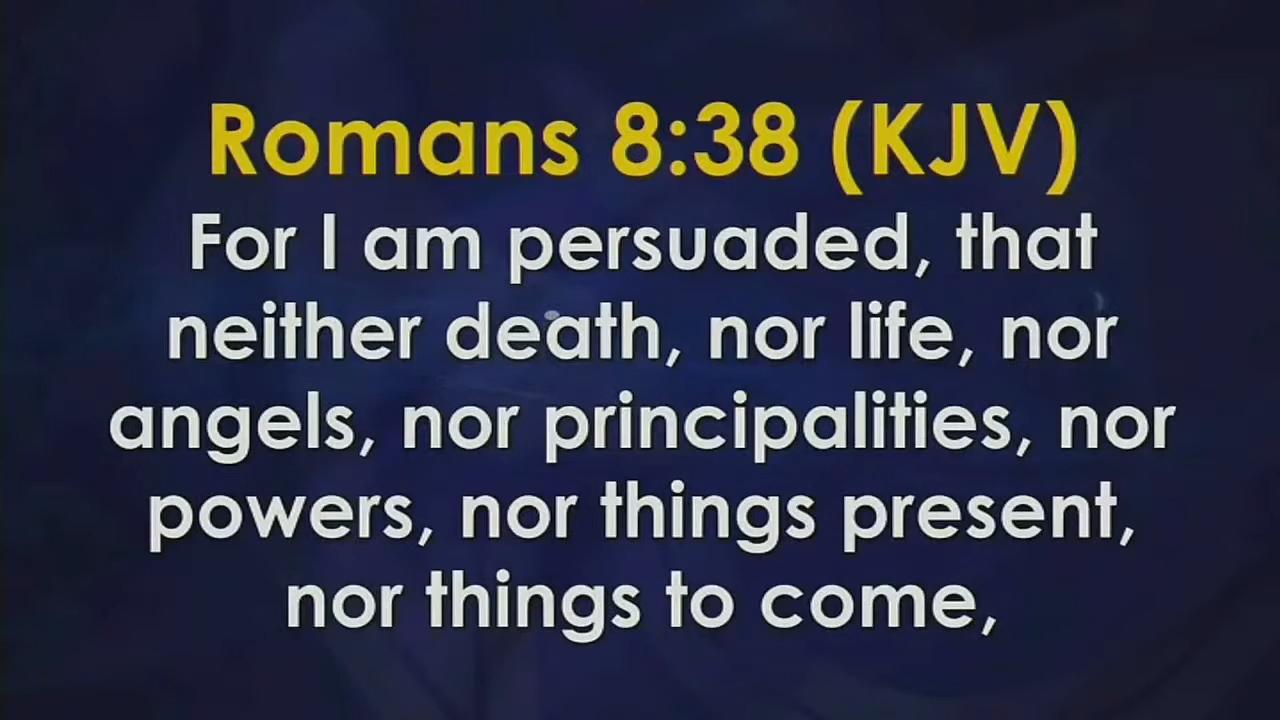 Romans 8:38 (KJV)
For I am persuaded, that
neither death, nor life, nor
angels, nor principalities, nor
powers, nor things present,
nor things to come,